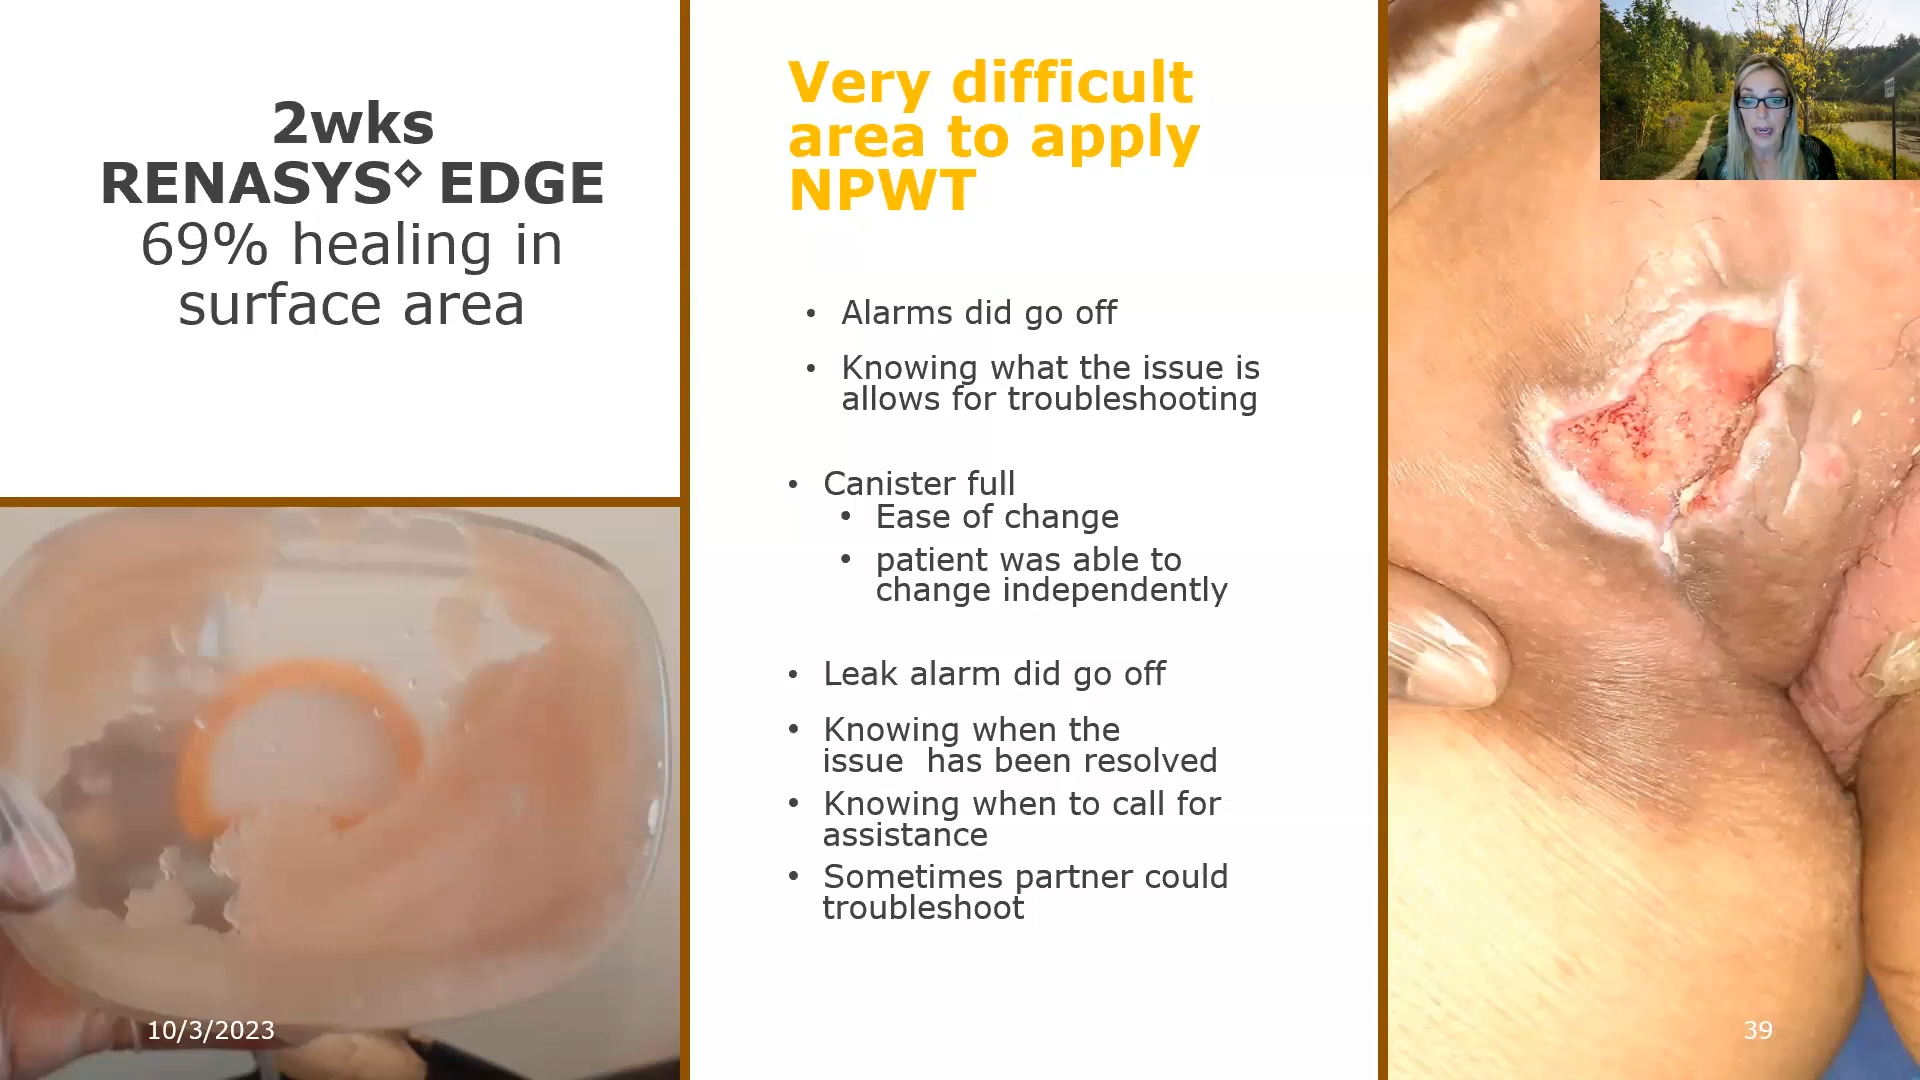 2wks
RENASYS◊ EDGE
69% healing in
surface area
Very difficult
area to apply
NPWT
• Alarms did go off
• Knowing what the issue is
allows for troubleshooting
• Canister full
• Ease of change
• patient was able to
change independently
• Leak alarm did go off
• Knowing when the
issue  has been resolved
• Knowing when to call for
assistance
• Sometimes partner could
troubleshoot
10/3/2023
39